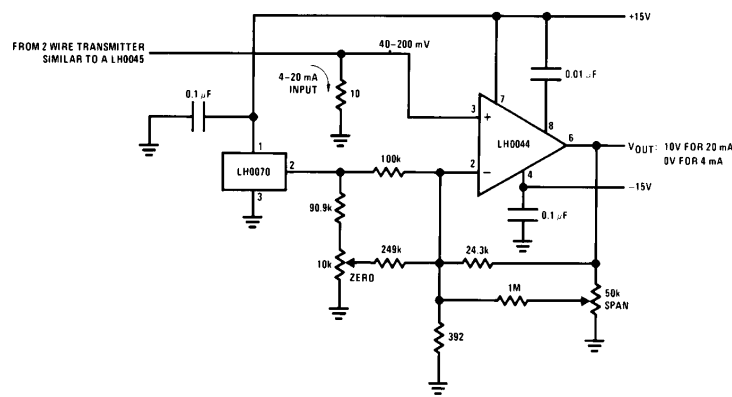 +15V
FROM 2 WIRE TRANSMITTER
SIMILAR TO A LH0045
40–200 mV
4–20 mA
INPUT
10
0.01 μF
0.1 μF
7
8
3
+
LH0044
6
VOUT: 10V FOR 20 mA
0V FOR 4 mA
1
LH0070
2
100k
2
−
4
−15V
3
90.9k
0.1 μF
249k
24.3k
10k
ZERO
1M
50k
SPAN
392